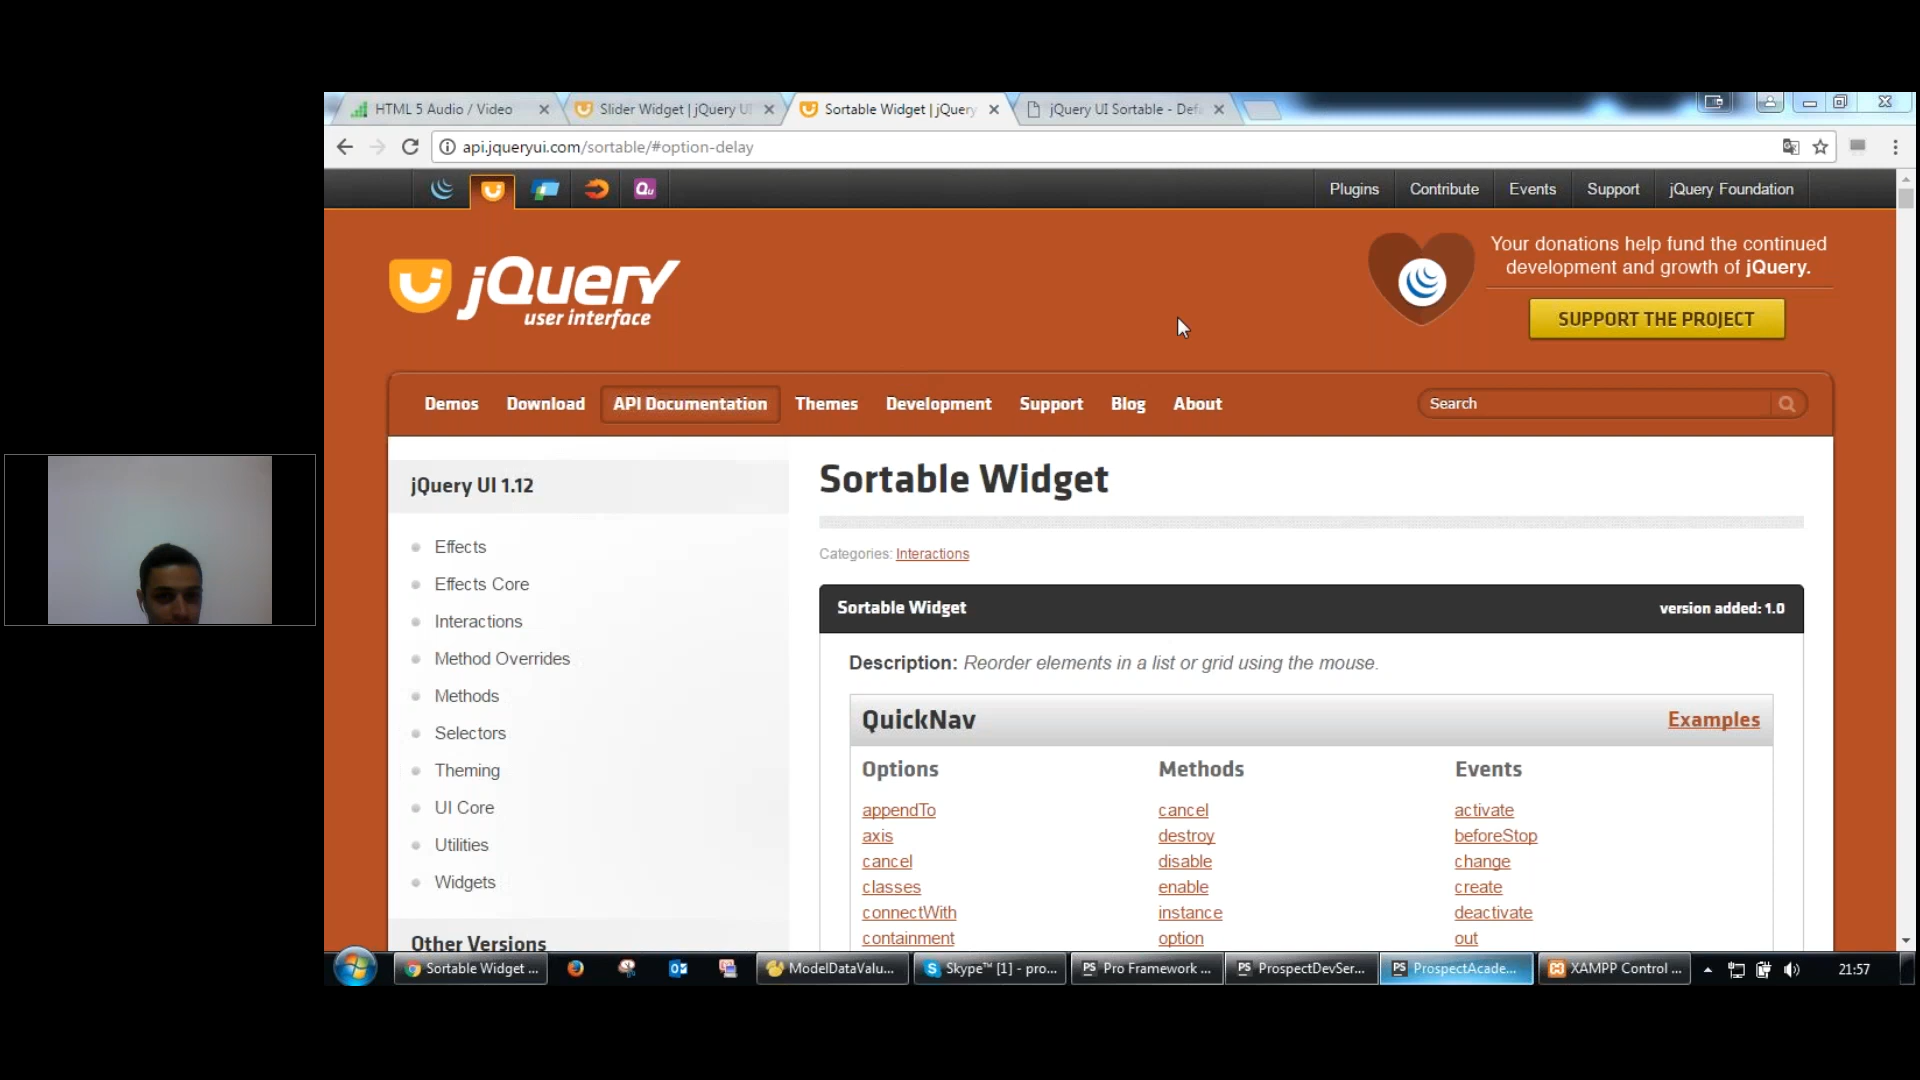 HTML 5 Audio / Video
Slider Widget | jQuery UI
Sortable Widget | jQuery
jQuery UI Sortable - Defa
api.jqueryui.com/sortable/#option-delay
Plugins
Contribute
Events
Support
jQuery Foundation
jQuery
user interface
Your donations help fund the continued
development and growth of jQuery.
SUPPORT THE PROJECT
Demos
Download
API Documentation
Themes
Development
Support
Blog
About
Search
jQuery UI 1.12
Effects
Effects Core
Interactions
Method Overrides
Methods
Selectors
Theming
UI Core
Utilities
Widgets
Other Versions
Sortable Widget
Categories: Interactions
Sortable Widget
version added: 1.0
Description: Reorder elements in a list or grid using the mouse.
QuickNav
Examples
Options
appendTo
axis
cancel
classes
connectWith
containment
Methods
cancel
destroy
disable
enable
instance
option
Events
activate
beforeStop
change
create
deactivate
out
Sortable Widget ...
ModelDataValu...
Skype™ [1] - pro...
Pro Framework ...
ProspectDevSer...
ProspectAcade...
XAMPP Control ...
21:57